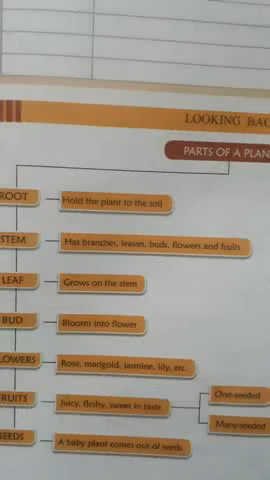 LOOKING BAC
PARTS OF A PLAN
ROOT
Hold the plant to the soil
STEM
Has branches, leaves, buds, flowers and fruits
LEAF
Grows on the stem
BUD
Blooms into flower
LOWERS
Rose, marigold, jasmine, lily, etc.
RUITS
Juicy, fleshy, sweet in taste
One-seeded
Many-seeded
SEEDS
A baby plant comes out of seeds